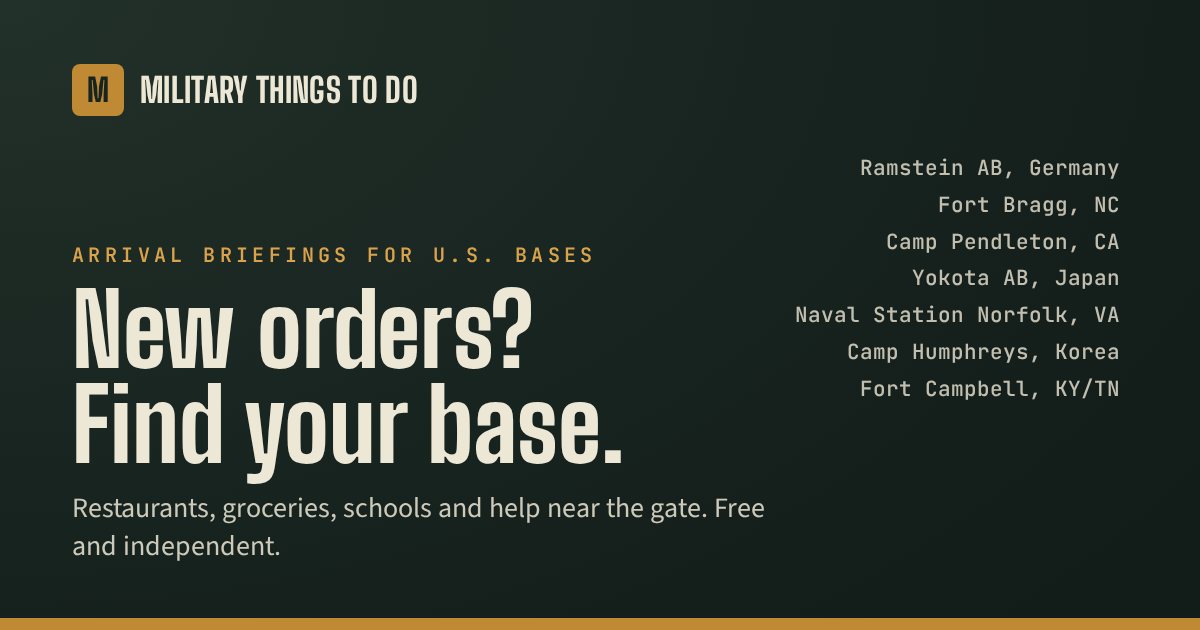 M MILITARY THINGS TO DO
ARRIVAL BRIEFINGS FOR U.S. BASES
New orders?
Find your base.
Restaurants, groceries, schools and help near the gate. Free
and independent.
Ramstein AB, Germany
Fort Bragg, NC
Camp Pendleton, CA
Yokota AB, Japan
Naval Station Norfolk, VA
Camp Humphreys, Korea
Fort Campbell, KY/TN